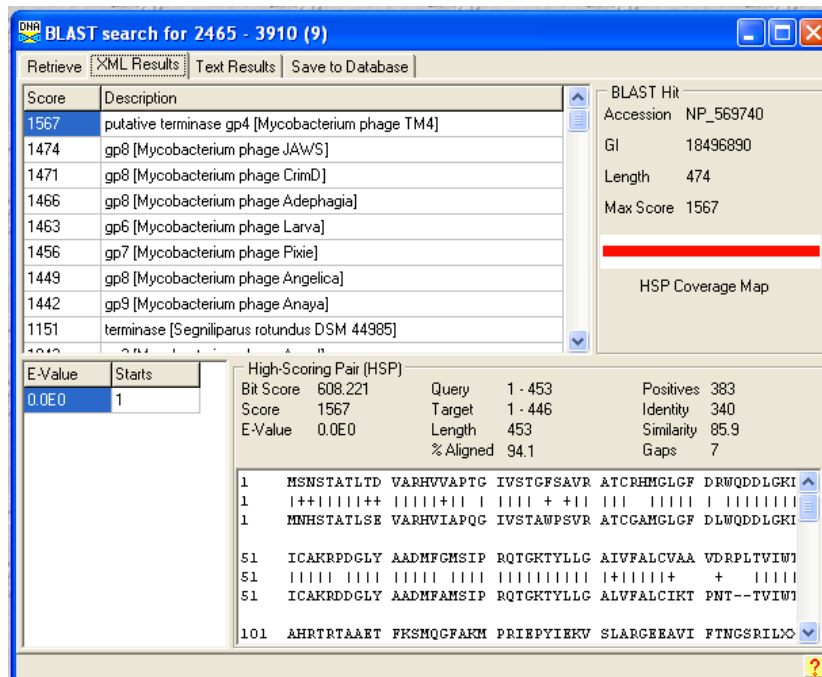 DNA BLAST search for 2465 - 3910 (9)
Retrieve XML Results Text Results Save to Database
Score Description
1567 putative terminase gp4 [Mycobacterium phage TM4]
1474 gp8 [Mycobacterium phage JAWS]
1471 gp8 [Mycobacterium phage CrimD]
1466 gp8 [Mycobacterium phage Adephagia]
1463 gp6 [Mycobacterium phage Larva]
1456 gp7 [Mycobacterium phage Pixie]
1449 gp8 [Mycobacterium phage Angelica]
1442 gp9 [Mycobacterium phage Anaya]
1151 terminase [Segniliparus rotundus DSM 44985]
BLAST Hit
Accession NP_569740
GI 18496890
Length 474
Max Score 1567
HSP Coverage Map
E-Value Starts
0.0E0 1
High-Scoring Pair (HSP)
Bit Score 608.221 Query 1 - 453 Positives 383
Score 1567 Target 1 - 446 Identity 340
E-Value 0.0E0 Length 453 Similarity 85.9
% Aligned 94.1 Gaps 7
1 MSNSTATLTD VARHVVAPTG IVSTGFSAVR ATCRHMGLGF DRWQDDLGKI
1 |++|||||++ |||||+|| | |||| + +|| ||| ||||| | ||||||||
1 MNHSTATLSE VARHVIAPQG IVSTAWPSVR ATCGAMGLGF DLWQDDLGKI
51 ICAKRPDGLY AADMFGMSIP RQTGKTYLLG AIVFALCVAA VDRPLTVIWT
51 ||||| |||| ||||| |||| |||||||||| |+|||||+ + |||||
51 ICAKRDDGLY AADMFAMSIP RQTGKTYLLG ALVFALCIKT PNT--TVIWT
101 AHRTRTAAET FKSMQGFAKM PRIEPYIEKV SLARGEEAVI FTNGSRIL
?